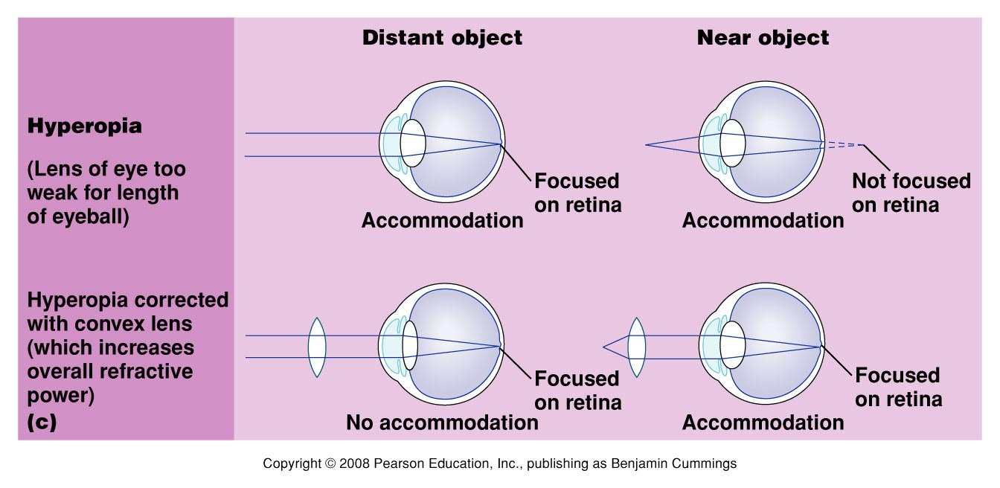 Distant object
Near object
Hyperopia
(Lens of eye too
weak for length
of eyeball)
Focused
on retina
Accommodation
Not focused
on retina
Accommodation
Hyperopia corrected
with convex lens
(which increases
overall refractive
power)
(c)
Focused
on retina
No accommodation
Focused
on retina
Accommodation
Copyright © 2008 Pearson Education, Inc., publishing as Benjamin Cummings